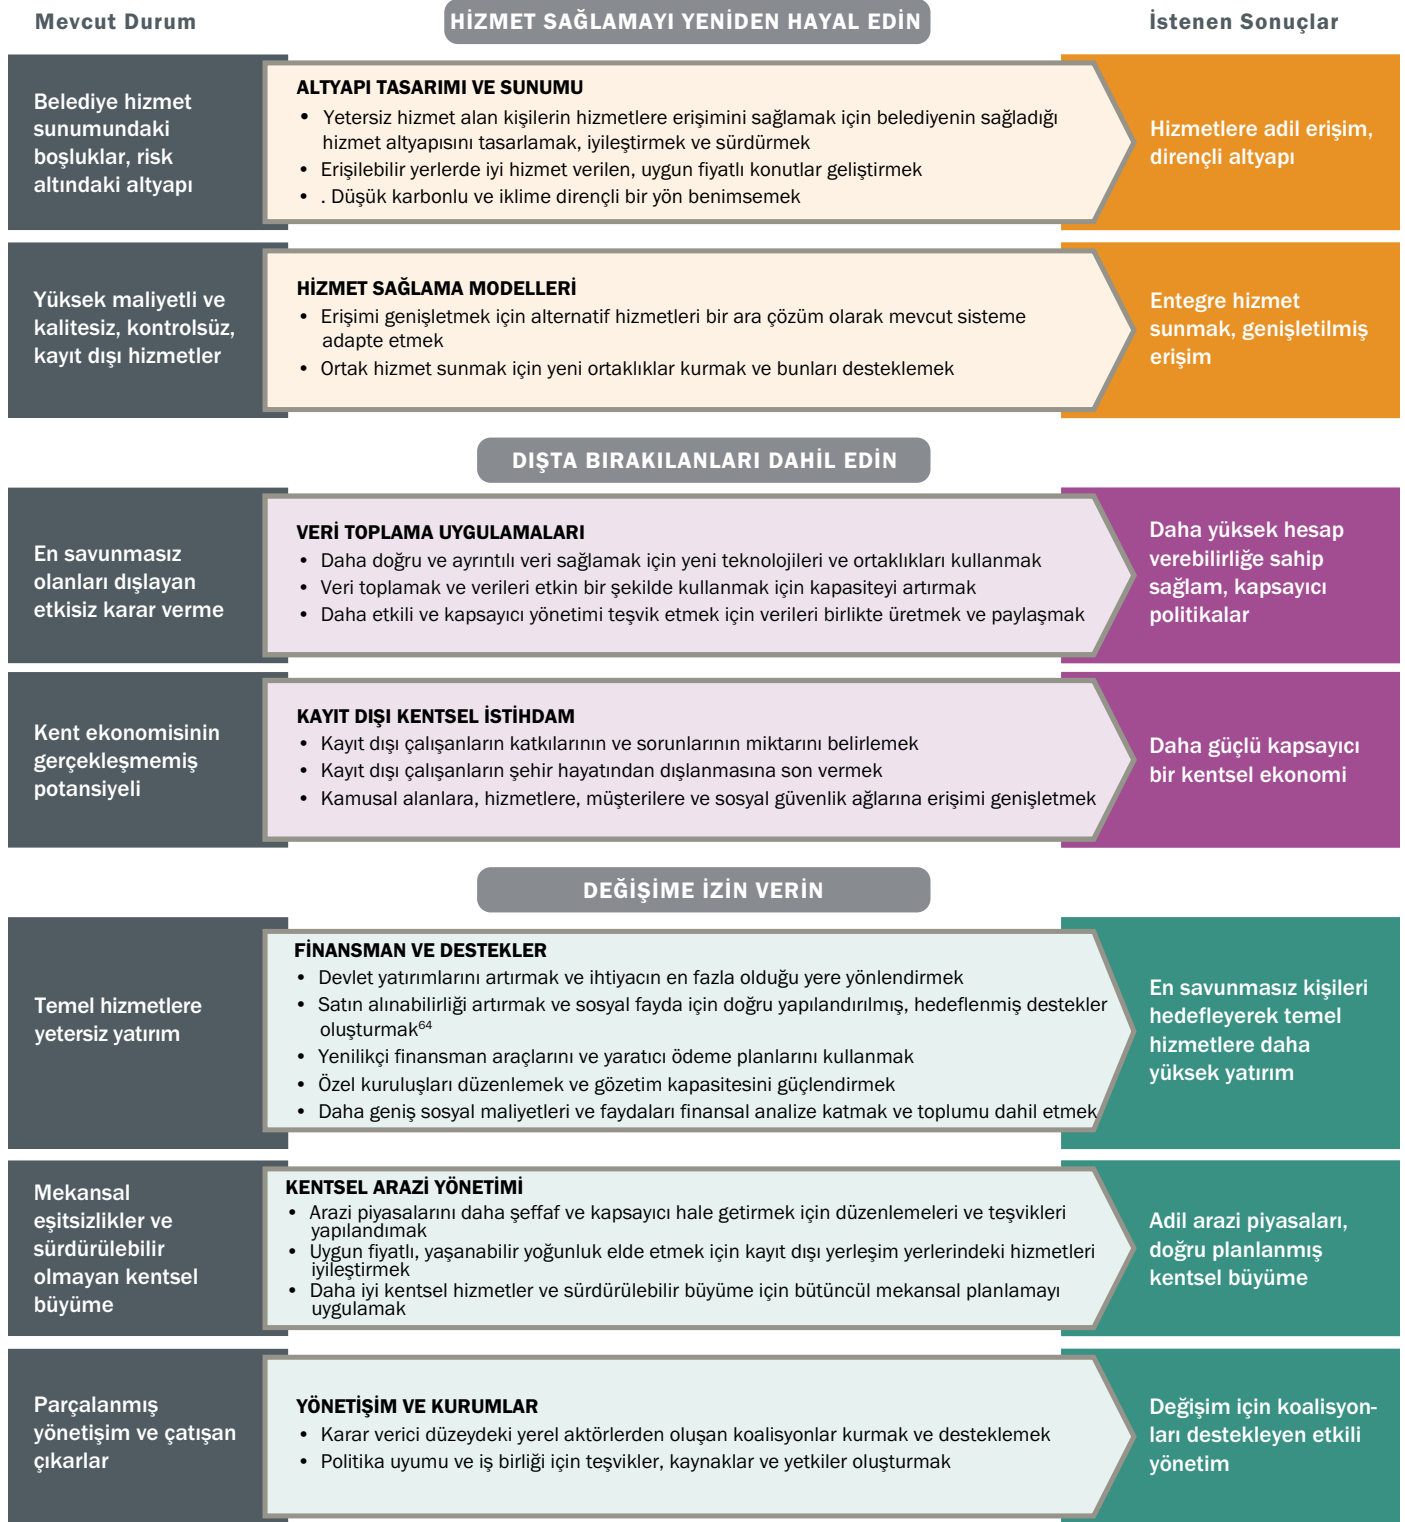 Mevcut Durum
HİZMET SAĞLAMAYI YENİDEN HAYAL EDİN
İstenen Sonuçlar
Belediye hizmet
sunumundaki
boşluklar, risk
altındaki altyapı
ALTYAPI TASARIMI VE SUNUMU
• Yetersiz hizmet alan kişilerin hizmetlere erişimini sağlamak için belediyenin sağladığı
hizmet altyapısını tasarlamak, iyileştirmek ve sürdürmek
• Erişilebilir yerlerde iyi hizmet verilen, uygun fiyatlı konutlar geliştirmek
• . Düşük karbonlu ve iklime dirençli bir yön benimsemek
Hizmetlere adil erişim,
dirençli altyapı
Yüksek maliyetli ve
kalitesiz, kontrolsüz,
kayıt dışı hizmetler
HİZMET SAĞLAMA MODELLERİ
• Erişimi genişletmek için alternatif hizmetleri bir ara çözüm olarak mevcut sisteme
adapte etmek
• Ortak hizmet sunmak için yeni ortaklıklar kurmak ve bunları desteklemek
Entegre hizmet
sunmak, genişletilmiş
erişim
DIŞTA BIRAKILANLARI DAHİL EDİN
En savunmasız
olanları dışlayan
etkisiz karar verme
VERİ TOPLAMA UYGULAMALARI
• Daha doğru ve ayrıntılı veri sağlamak için yeni teknolojileri ve ortaklıkları kullanmak
• Veri toplamak ve verileri etkin bir şekilde kullanmak için kapasiteyi artırmak
• Daha etkili ve kapsayıcı yönetimi teşvik etmek için verileri birlikte üretmek ve paylaşmak
Daha yüksek hesap
verebilirliğe sahip
sağlam, kapsayıcı
politikalar
Kent ekonomisinin
gerçekleşmemiş
potansiyeli
KAYIT DIŞI KENTSEL İSTİHDAM
• Kayıt dışı çalışanların katkılarının ve sorunlarının miktarını belirlemek
• Kayıt dışı çalışanların şehir hayatından dışlanmasına son vermek
• Kamusal alanlara, hizmetlere, müşterilere ve sosyal güvenlik ağlarına erişimi genişletmek
Daha güçlü kapsayıcı
bir kentsel ekonomi
DEĞİŞİME İZİN VERİN
Temel hizmetlere
yetersiz yatırım
FİNANSMAN VE DESTEKLER
• Devlet yatırımlarını artırmak ve ihtiyacın en fazla olduğu yere yönlendirmek
• Satın alınabilirliği artırmak ve sosyal fayda için doğru yapılandırılmış, hedeflenmiş destekler
oluşturmak⁶⁴
• Yenilikçi finansman araçlarını ve yaratıcı ödeme planlarını kullanmak
• Özel kuruluşları düzenlemek ve gözetim kapasitesini güçlendirmek
• Daha geniş sosyal maliyetleri ve faydaları finansal analize katmak ve toplumu dahil etmek
En savunmasız kişileri
hedefleyerek temel
hizmetlere daha
yüksek yatırım
Mekansal
eşitsizlikler ve
sürdürülebilir
olmayan kentsel
büyüme
KENTSEL ARAZİ YÖNETİMİ
• Arazi piyasalarını daha şeffaf ve kapsayıcı hale getirmek için düzenlemeleri ve teşvikleri
yapılandımak
• Uygun fiyatlı, yaşanabilir yoğunluk elde etmek için kayıt dışı yerleşim yerlerindeki hizmetleri
iyileştirmek
• Daha iyi kentsel hizmetler ve sürdürülebilir büyüme için bütüncül mekansal planlamayı
uygulamak
Adil arazi piyasaları,
doğru planlanmış
kentsel büyüme
Parçalanmış
yönetişim ve çatışan
çıkarlar
YÖNETİŞİM VE KURUMLAR
• Karar verici düzeydeki yerel aktörlerden oluşan koalisyonlar kurmak ve desteklemek
• Politika uyumu ve iş birliği için teşvikler, kaynaklar ve yetkiler oluşturmak
Değişim için koalisyon-
ları destekleyen etkili
yönetim